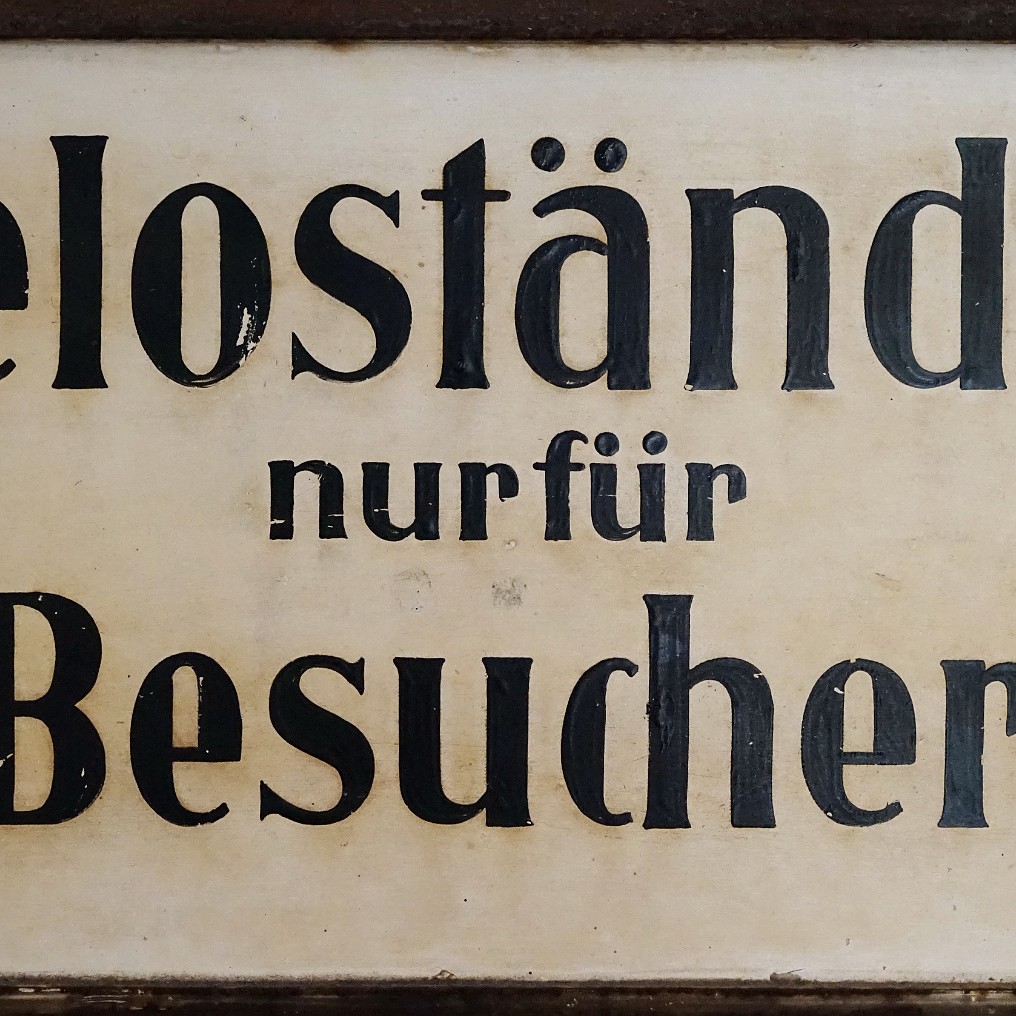 eloständ
nur für
Besucher